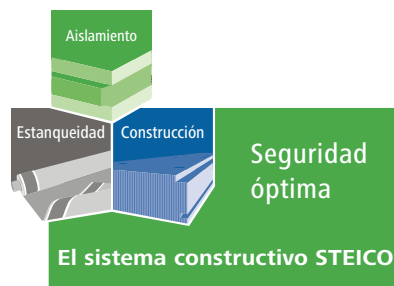 Aislamiento
Estanqueidad
Construcción
Seguridad
óptima
El sistema constructivo STEICO